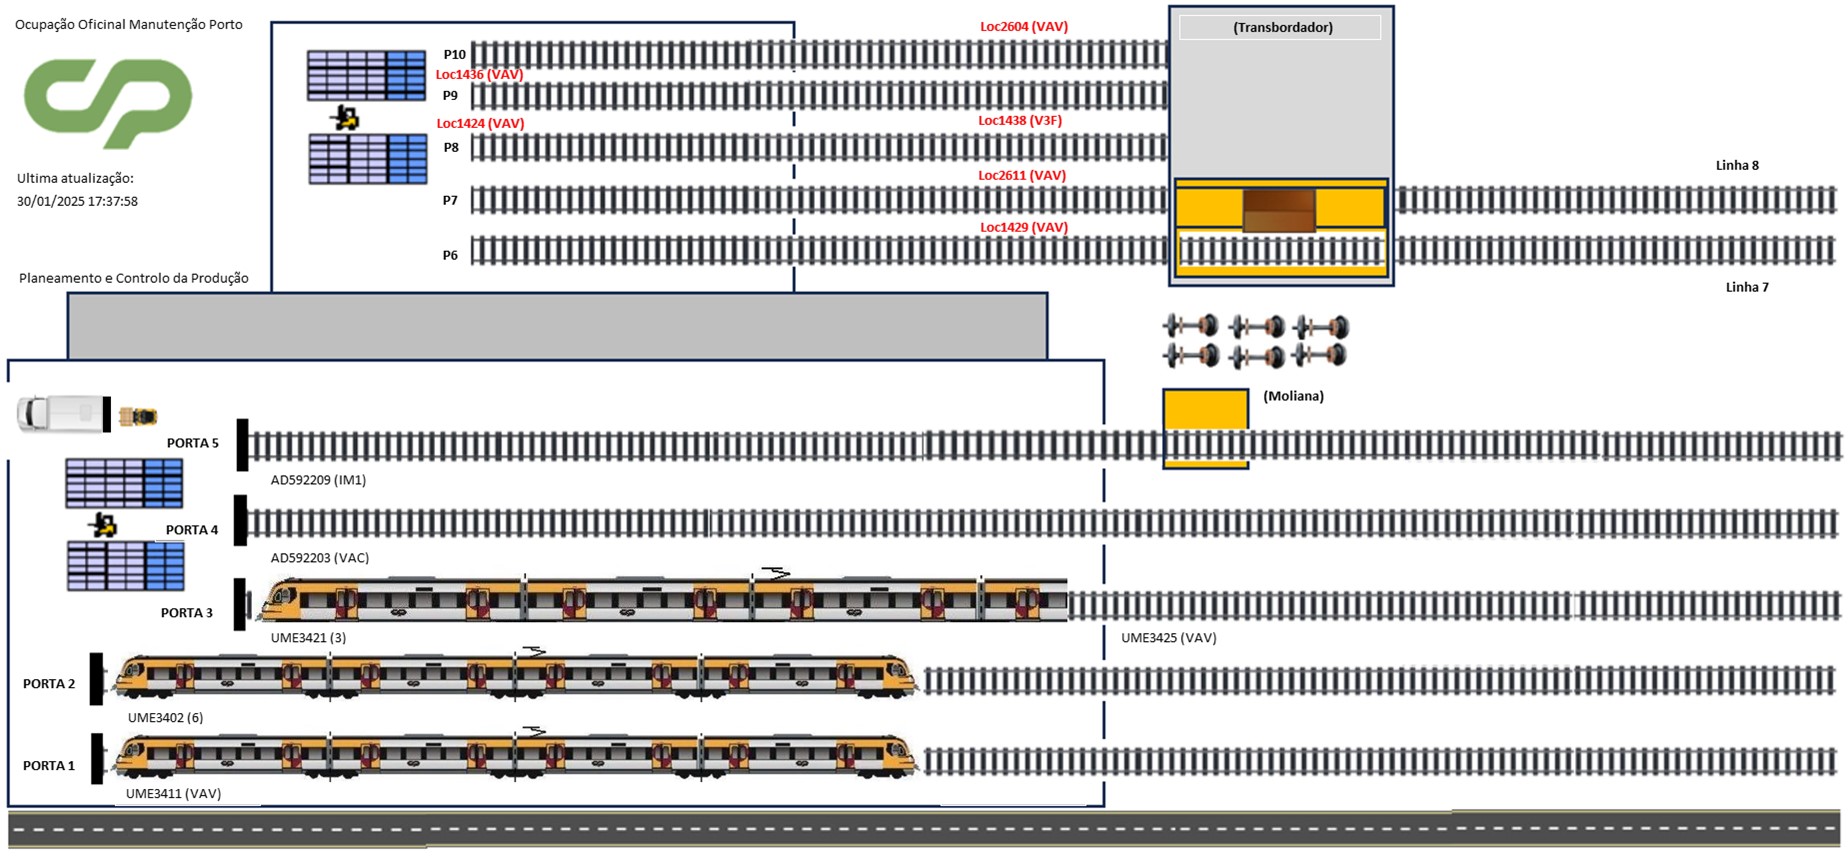 Ocupação Oficinal Manutenção Porto
cp
Ultima atualização:
30/01/2025 17:37:58
Planeamento e Controlo da Produção
Loc2604 (VAV)
P10
Loc1436 (VAV)
P9
Loc1424 (VAV)
Loc1438 (V3F)
P8
Loc2611 (VAV)
P7
Loc1429 (VAV)
P6
(Transbordador)
Linha 8
Linha 7
(Moliana)
PORTA 5
AD592209 (IM1)
PORTA 4
AD592203 (VAC)
PORTA 3
UME3421 (3)
UME3425 (VAV)
PORTA 2
UME3402 (6)
PORTA 1
UME3411 (VAV)